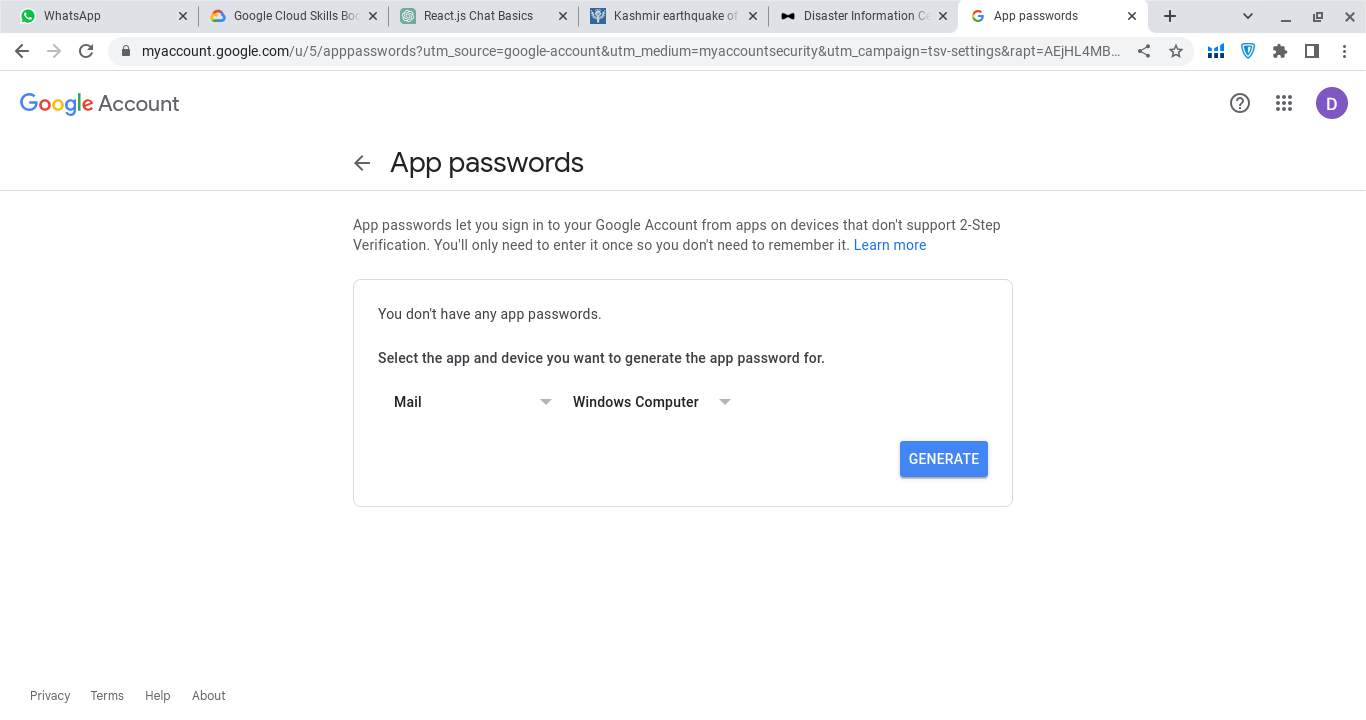 WhatsApp
Google Cloud Skills Boo
React.js Chat Basics
Kashmir earthquake of
Disaster Information Ce
App passwords
myaccount.google.com/u/5/apppasswords?utm_source=google-account&utm_medium=myaccountsecurity&utm_campaign=tsv-settings&rapt=AEjHL4MB...
Google Account
D
App passwords
App passwords let you sign in to your Google Account from apps on devices that don't support 2-Step
Verification. You'll only need to enter it once so you don't need to remember it. Learn more
You don't have any app passwords.
Select the app and device you want to generate the app password for.
Mail
Windows Computer
GENERATE
Privacy
Terms
Help
About